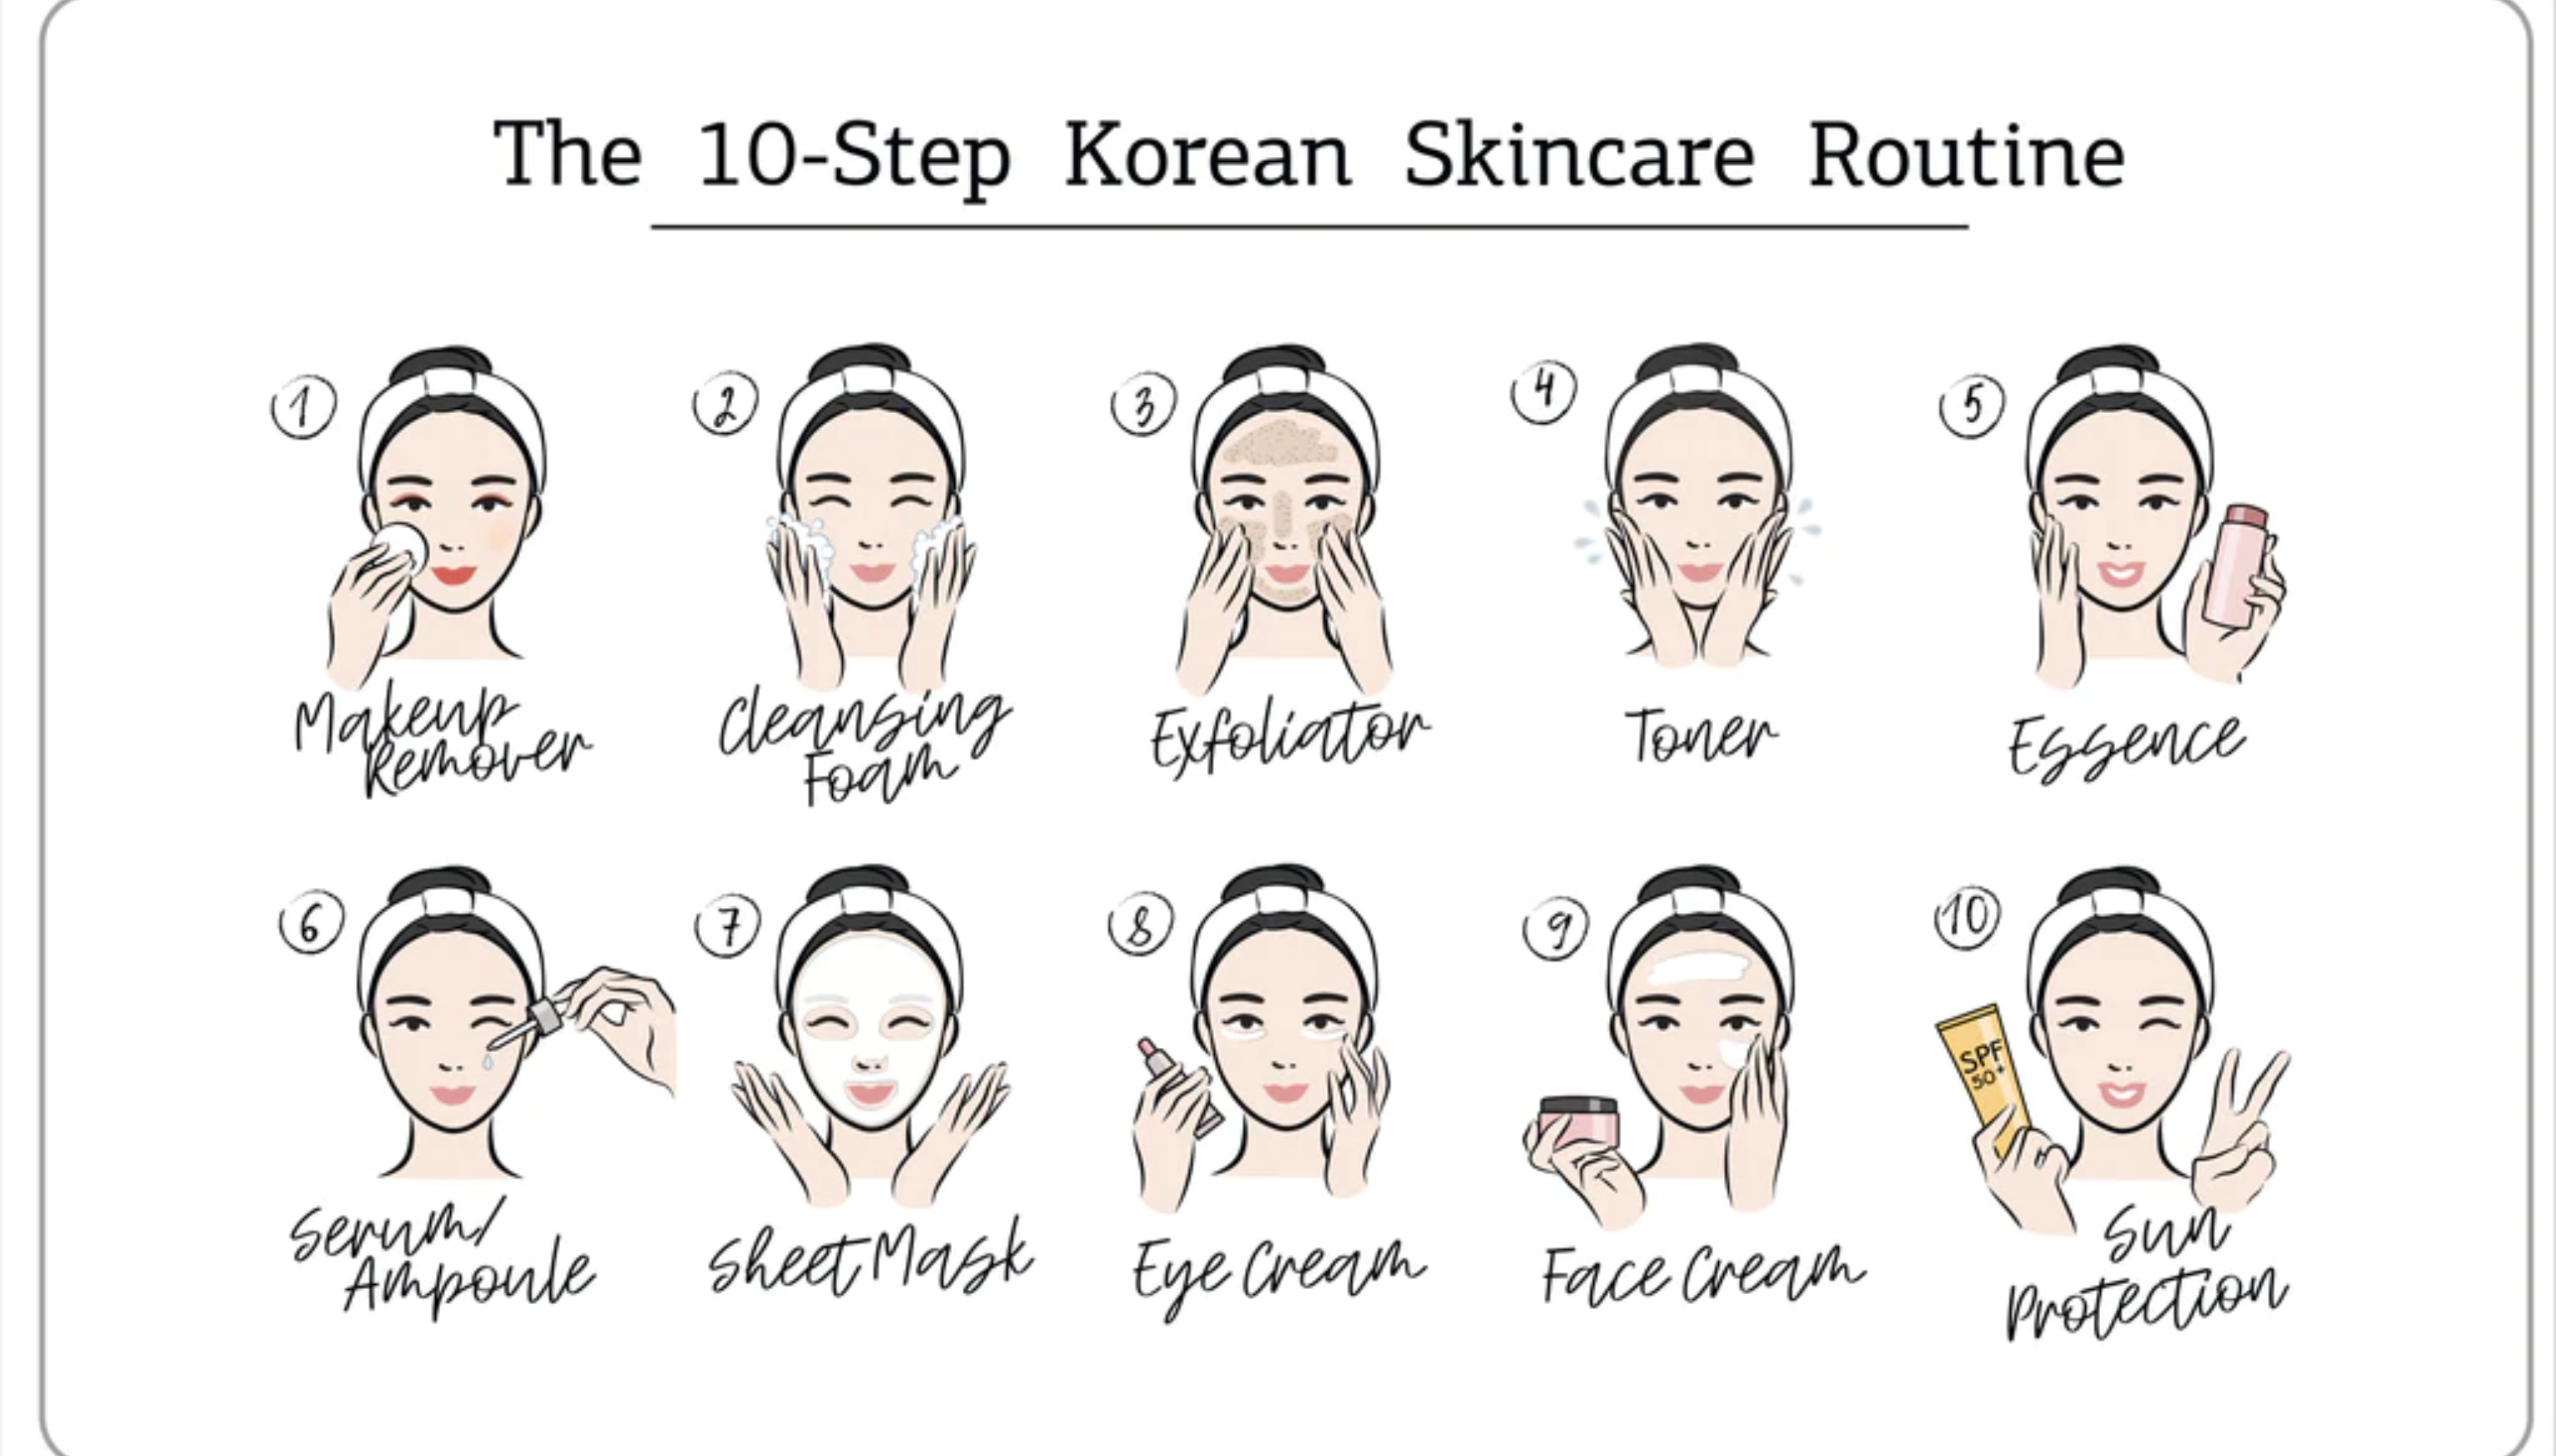 The 10-Step Korean Skincare Routine
1
Makeup
Remover
2
Cleansing
Foam
3
Exfoliator
4
Toner
5
Essence
6
Serum/
Ampoule
7
Sheet Mask
8
Eye Cream
9
Face Cream
10
SPF
50+
Sun
Protection